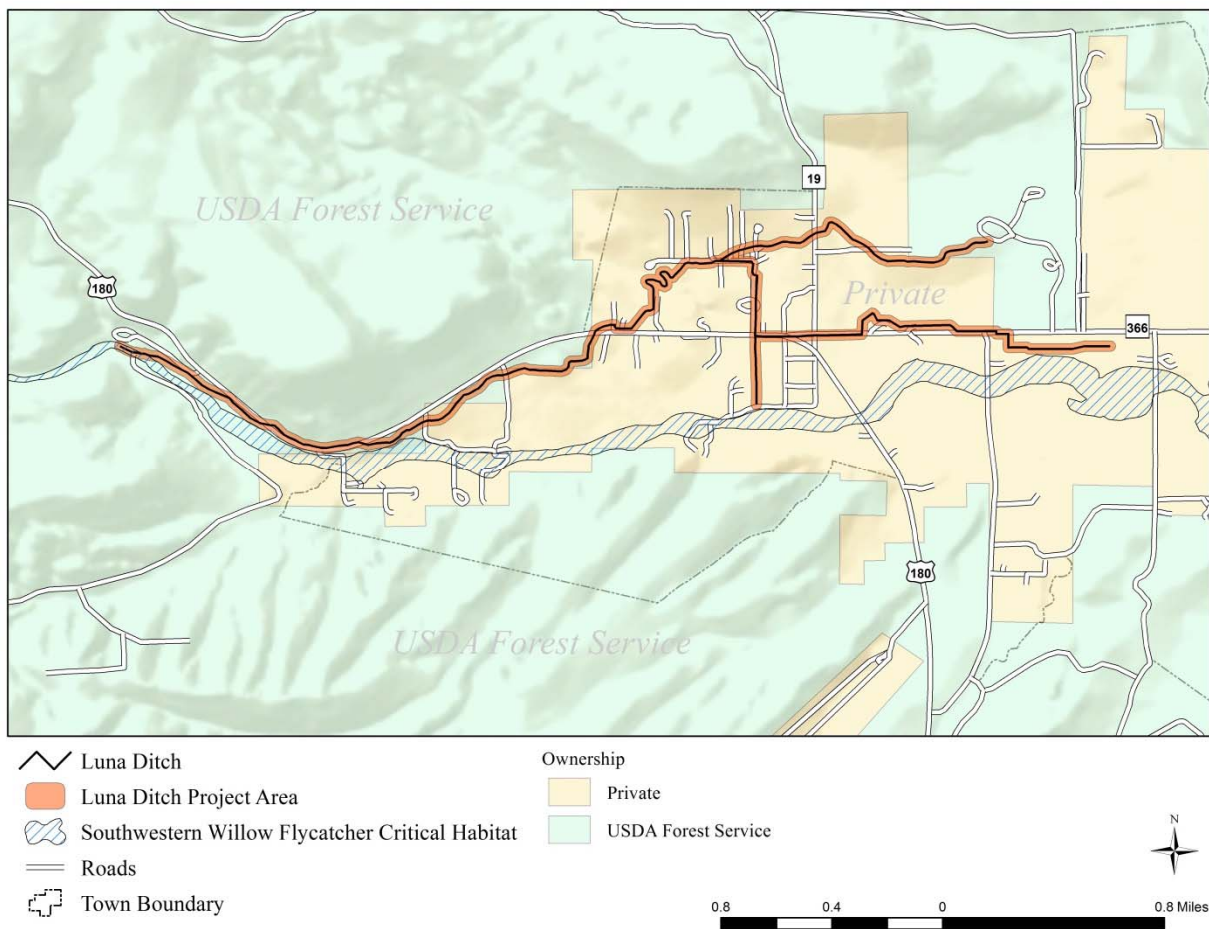 19
USDA Forest Service
180
Private
366
180
USDA Forest Service
Luna Ditch
Luna Ditch Project Area
Southwestern Willow Flycatcher Critical Habitat
Roads
Town Boundary
Ownership
Private
USDA Forest Service
N
0.8 0.4 0 0.8 Miles